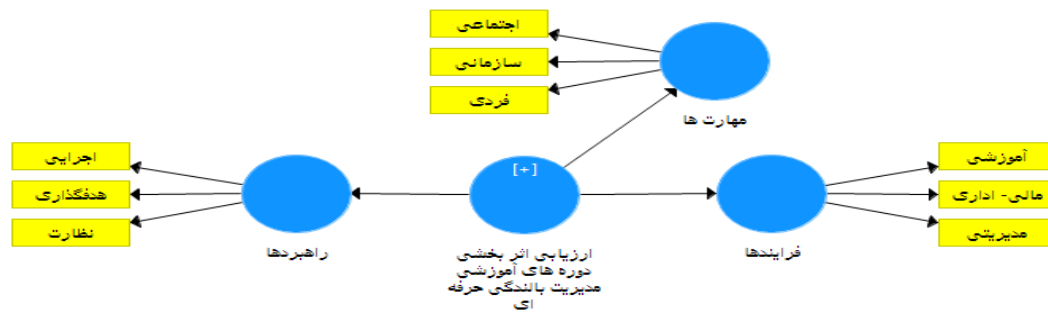 اجتماعی
سازمانی
فردی
مهارت ها
آموزشی
مالی- اداری
مدیریتی
فرایندها
[+]
ارزیابی اثر بخشی
دوره های آموزشی
مدیریت بالندگی حرفه
ای
اجرایی
هدفگذاری
نظارت
راهبردها